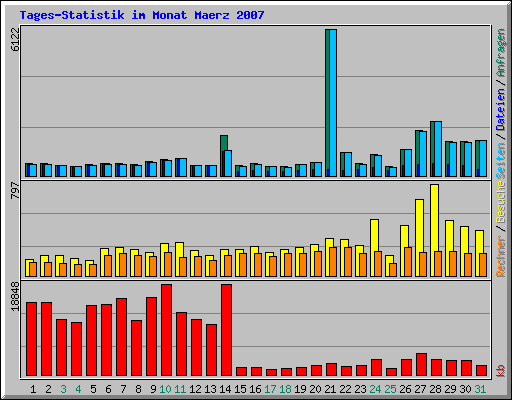 Tages-Statistik im Monat Maerz 2007
6122
797
18848
Rechner / Besuche Seiten / Dateien / Anfragen
kb
1 2 3 4 5 6 7 8 9 10 11 12 13 14 15 16 17 18 19 20 21 22 23 24 25 26 27 28 29 30 31